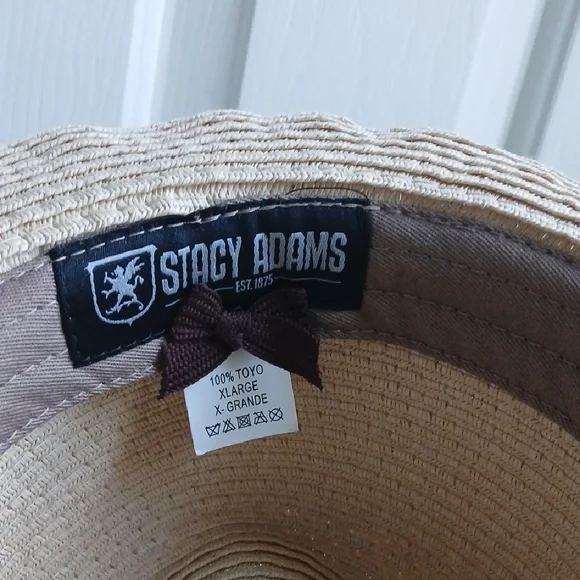 STACY ADAMS
EST. 1875
100% TOYO
XLARGE
X- GRANDE